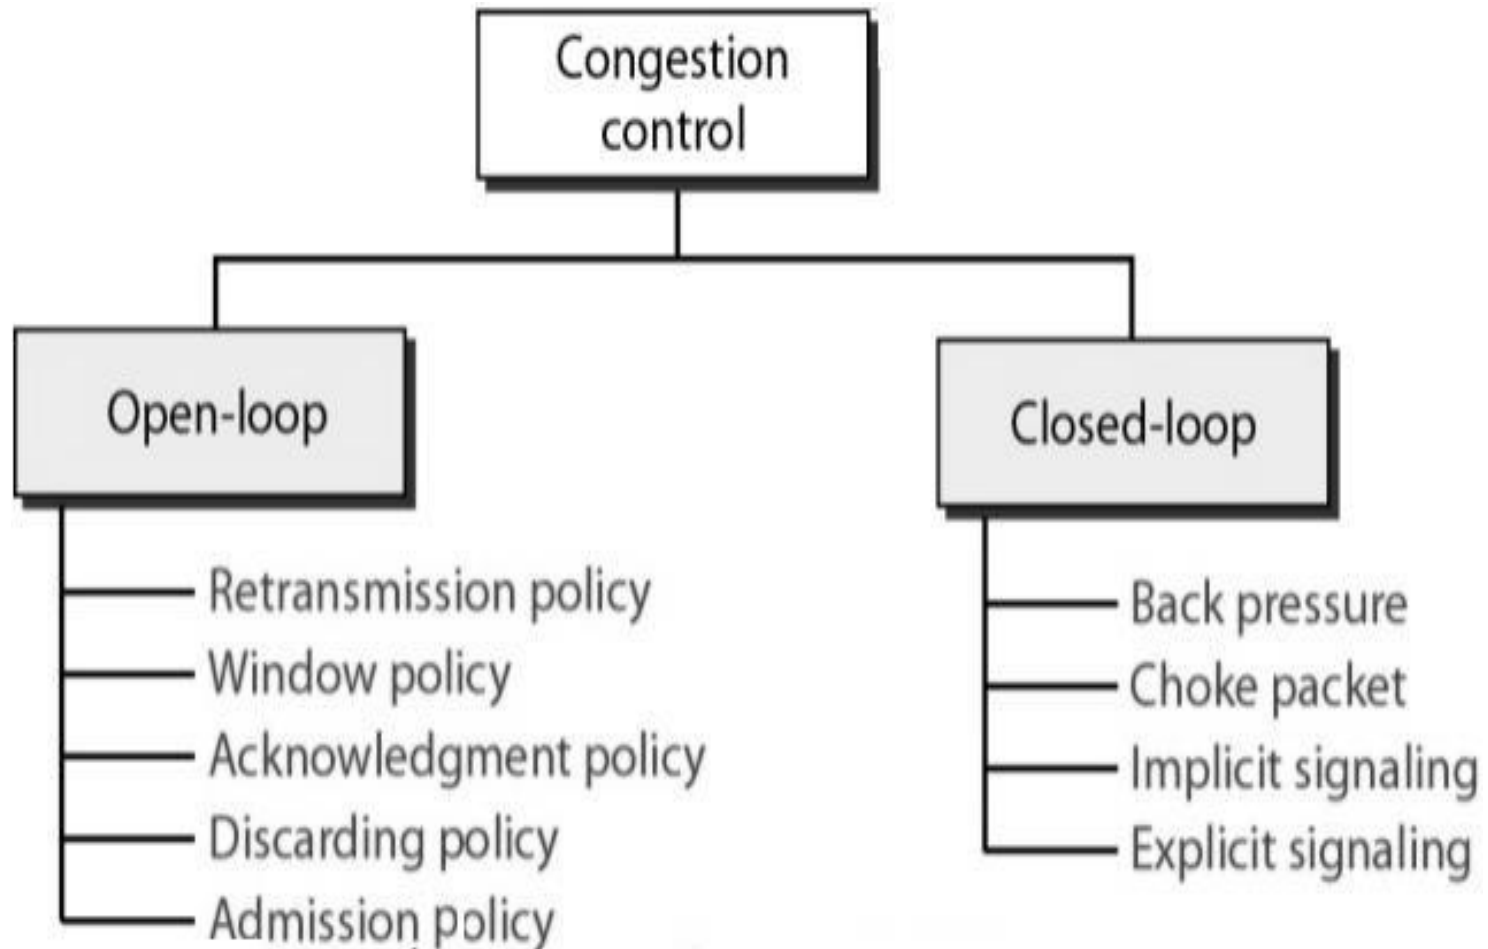 Congestion
control
Open-loop
Closed-loop
Retransmission policy
Window policy
Acknowledgment policy
Discarding policy
Admission policy
Back pressure
Choke packet
Implicit signaling
Explicit signaling